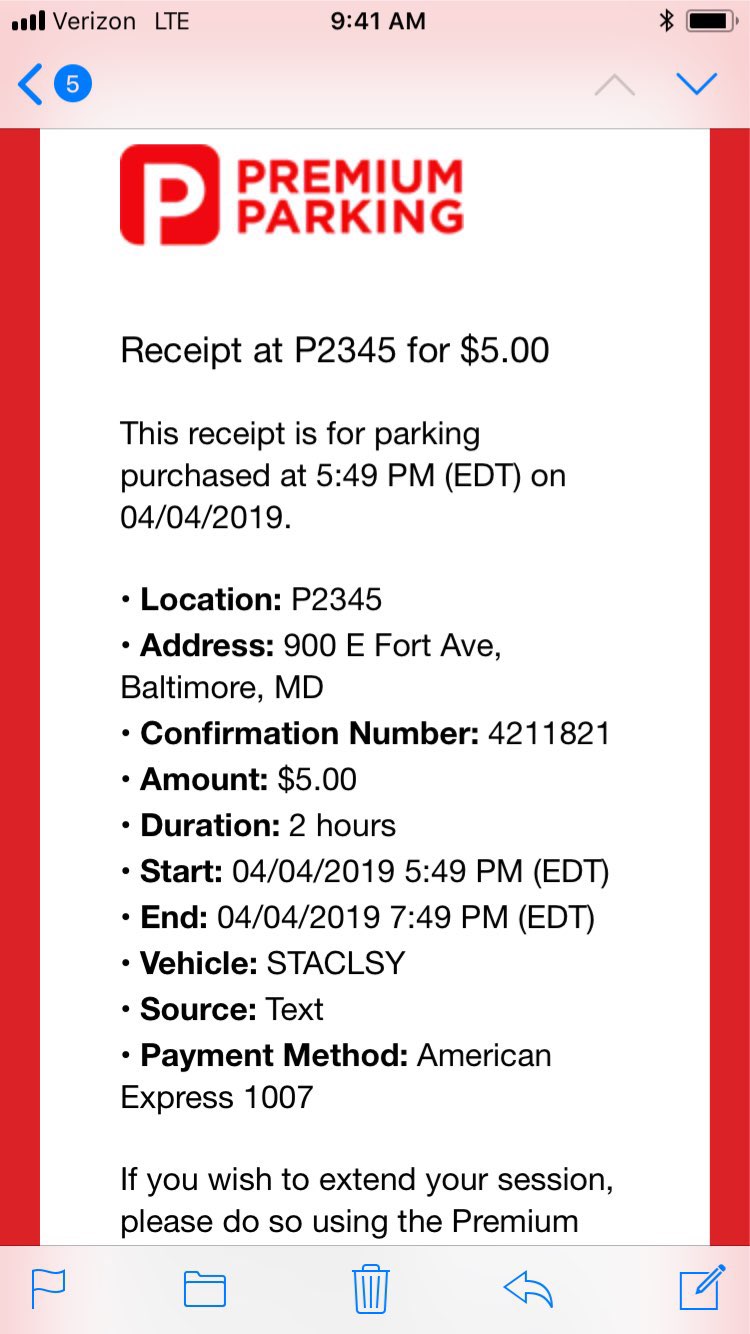 Verizon LTE 9:41 AM
5
P PREMIUM
PARKING
Receipt at P2345 for $5.00
This receipt is for parking
purchased at 5:49 PM (EDT) on
04/04/2019.
• Location: P2345
• Address: 900 E Fort Ave,
Baltimore, MD
• Confirmation Number: 4211821
• Amount: $5.00
• Duration: 2 hours
• Start: 04/04/2019 5:49 PM (EDT)
• End: 04/04/2019 7:49 PM (EDT)
• Vehicle: STACLSY
• Source: Text
• Payment Method: American
Express 1007
If you wish to extend your session,
please do so using the Premium